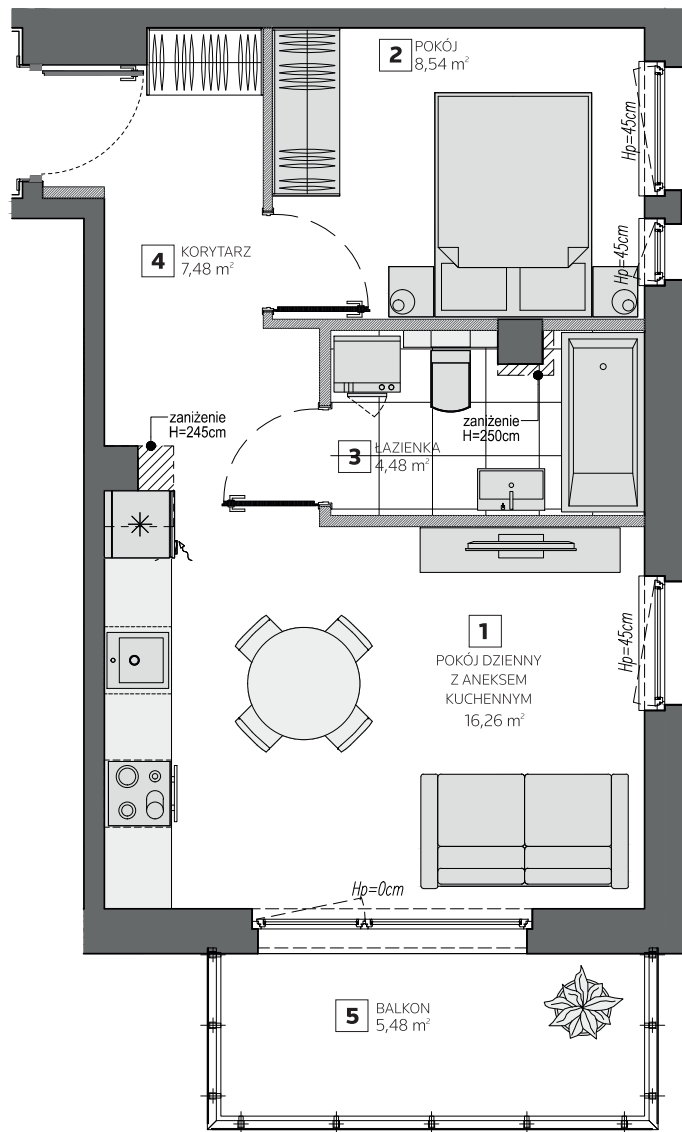 2 POKÓJ
8,54 m²
Hp=45cm
Hp=45cm
4 KORYTARZ
7,48 m²
zaniżenie
H=245cm
zaniżenie
H=250cm
3 ŁAZIENKA
4,48 m²
1
POKÓJ DZIENNY
Z ANEKSEM
KUCHENNYM
16,26 m²
Hp=45cm
Hp=0cm
5 BALKON
5,48 m²